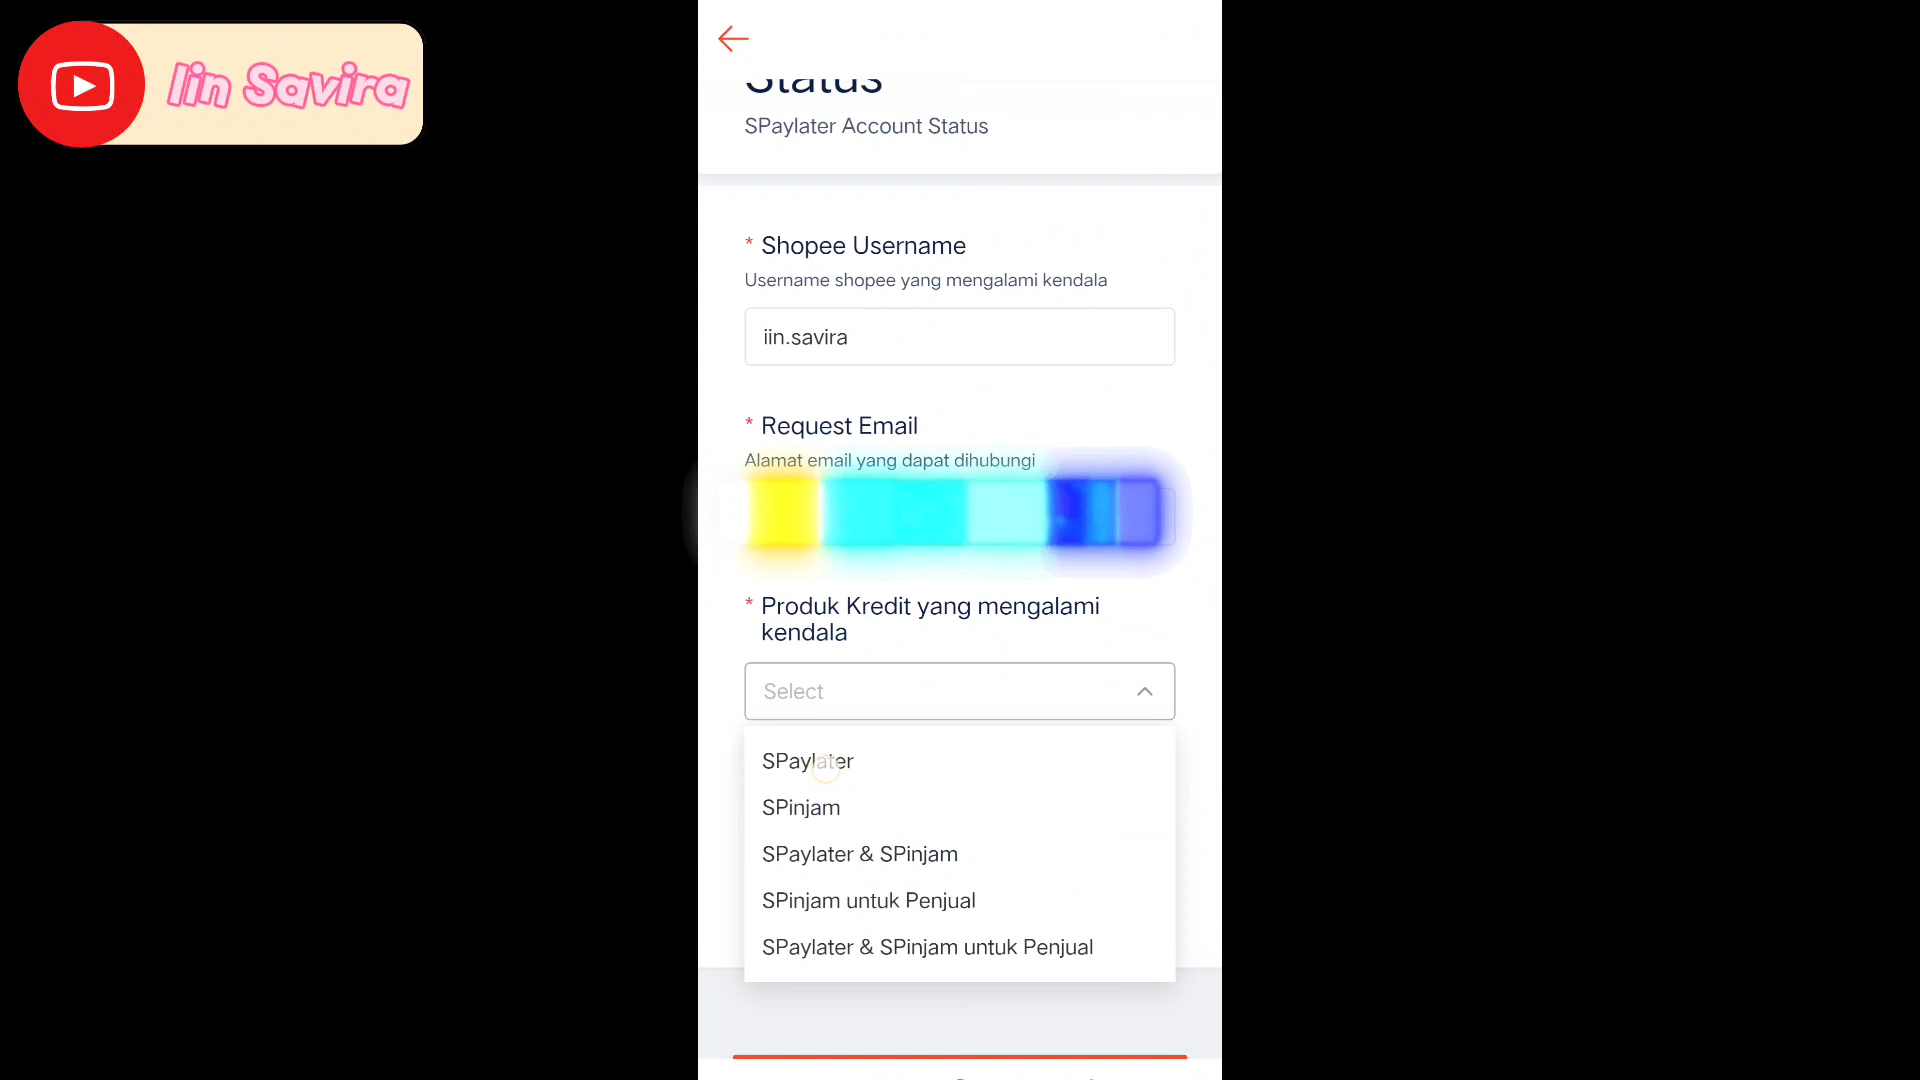 Iin Savira
Status
SPaylater Account Status
* Shopee Username
Username shopee yang mengalami kendala
iin.savira
* Request Email
Alamat email yang dapat dihubungi
* Produk Kredit yang mengalami
kendala
Select
SPaylater
SPinjam
SPaylater & SPinjam
SPinjam untuk Penjual
SPaylater & SPinjam untuk Penjual